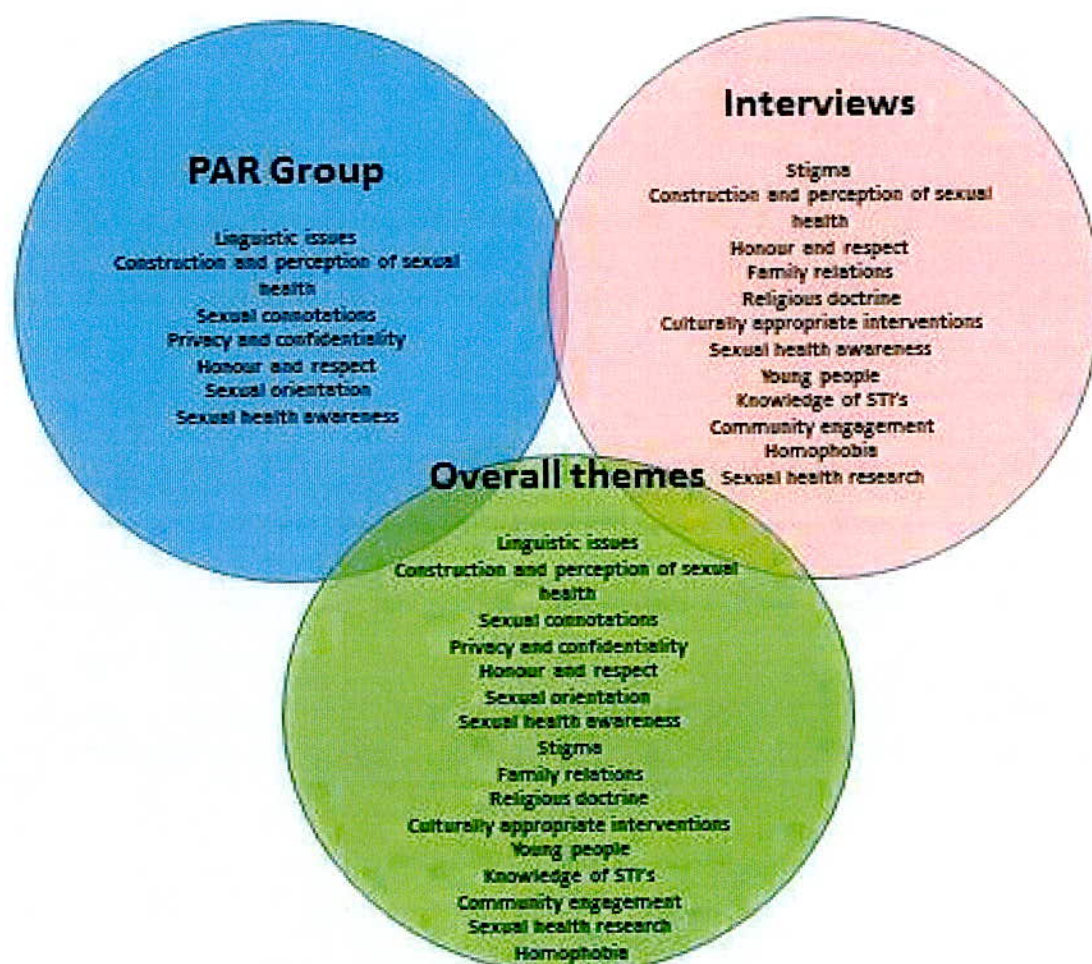 PAR Group
Linguistic issues
Construction and perception of sexual
health
Sexual connotations
Privacy and confidentiality
Honour and respect
Sexual orientation
Sexual health awareness
Interviews
Stigma
Construction and perception of sexual
health
Honour and respect
Family relations
Religious doctrine
Culturally appropriate interventions
Sexual health awareness
Young people
Knowledge of STI's
Community engagement
Homophobia
Sexual health research
Overall themes
Linguistic issues
Construction and perception of sexual
health
Sexual connotations
Privacy and confidentiality
Honour and respect
Sexual orientation
Sexual health awareness
Stigma
Family relations
Religious doctrine
Culturally appropriate interventions
Young people
Knowledge of STI's
Community engagement
Sexual health research
Homophobia